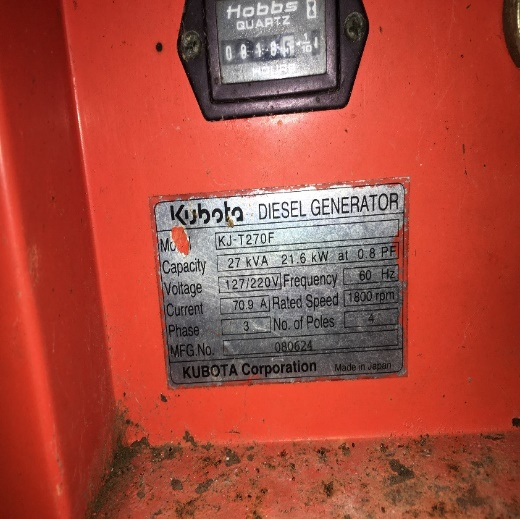 Hobbs
QUARTZ
1/10
HOURS
Kubota DIESEL GENERATOR
KJ-T270F
Capacity 27 kVA 21.6 kW at 0.8 PF
Voltage 127/220V Frequency 60 Hz
Current 70.9 A Rated Speed 1800 rpm
Phase 3 No. of Poles 4
MFG.No. 080624
KUBOTA Corporation Made in Japan